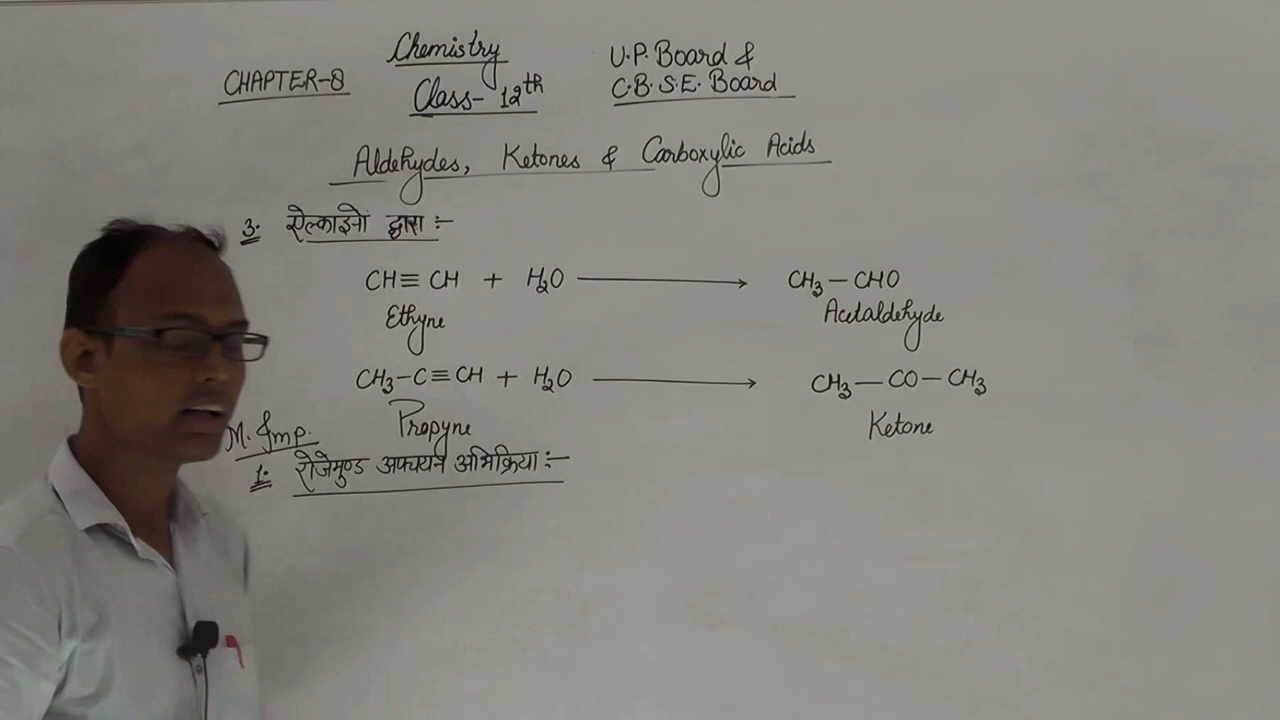 Chemistry
U.P. Board &
CHAPTER-8
Class- 12th
C.B.S.E. Board
Aldehydes, Ketones & Carboxylic Acids
3. ऐल्काइनों द्वारा :-
CH≡CH + H₂O ⟶ CH₃-CHO
Ethyne Acetaldehyde
CH₃-C≡CH + H₂O ⟶ CH₃-CO-CH₃
Propyne Ketone
M. Imp.
1. रोजेमुण्ड अपचयन अभिक्रिया :-